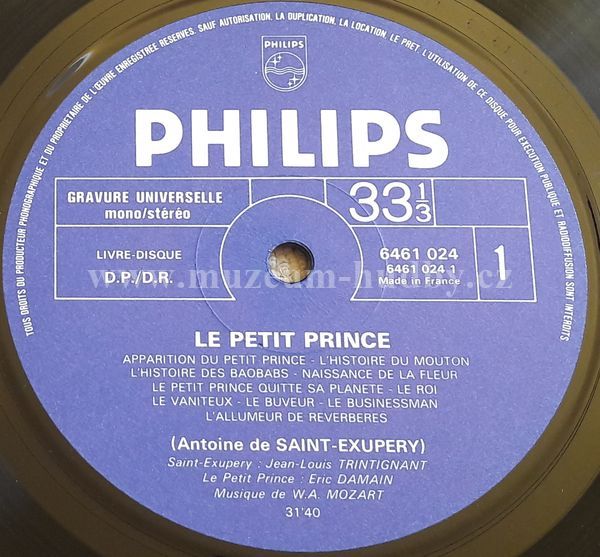 TOUS DROITS DU PRODUCTEUR PHONOGRAPHIQUE ET DU PROPRIETAIRE DE L'ŒUVRE ENREGISTREE RESERVES. SAUF AUTORISATION, LA DUPLICATION, LA LOCATION, LE PRET, L'UTILISATION DE CE DISQUE POUR EXECUTION PUBLIQUE ET RADIODIFFUSION SONT INTERDITS
PHILIPS
PHILIPS
GRAVURE UNIVERSELLE
mono/stéréo
33 1/3
LIVRE-DISQUE
D.P./D.R.
6461 024
6461 024 1
Made in France
1
www.muzeum-hudby.cz
LE PETIT PRINCE
APPARITION DU PETIT PRINCE - L'HISTOIRE DU MOUTON
L'HISTOIRE DES BAOBABS - NAISSANCE DE LA FLEUR
LE PETIT PRINCE QUITTE SA PLANETE - LE ROI
LE VANITEUX - LE BUVEUR - LE BUSINESSMAN
L'ALLUMEUR DE REVERBERES
(Antoine de SAINT-EXUPERY)
Saint-Exupery : Jean-Louis TRINTIGNANT
Le Petit Prince : Eric DAMAIN
Musique de W.A. MOZART
31'40